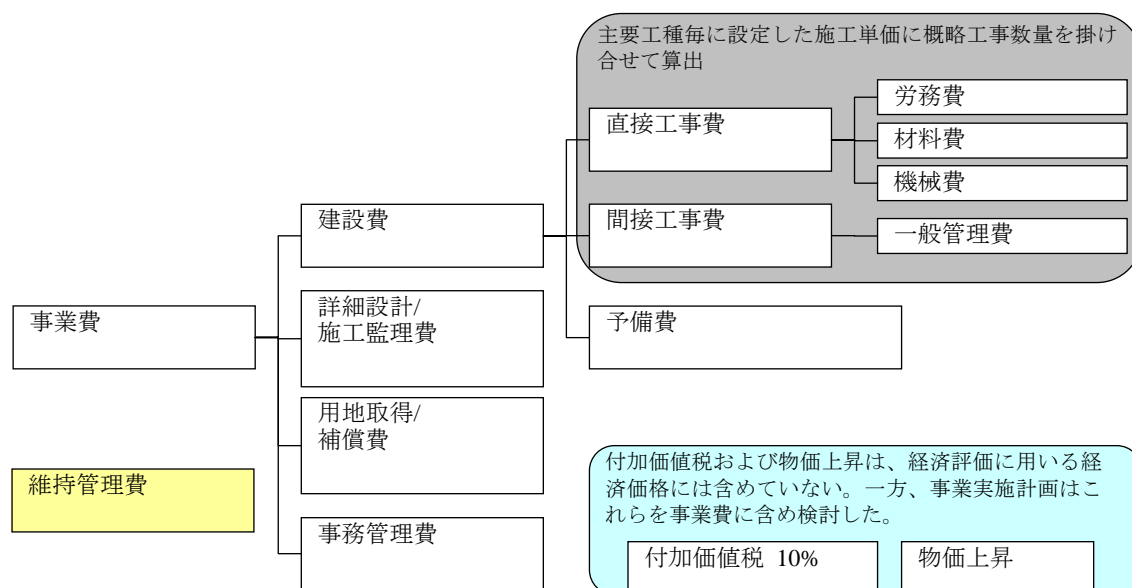 主要工種毎に設定した施工単価に概略工事数量を掛け
合せて算出
労務費
直接工事費
材料費
機械費
建設費
間接工事費
一般管理費
事業費
詳細設計/
施工監理費
予備費
用地取得/
補償費
維持管理費
付加価値税および物価上昇は、経済評価に用いる経
済価格には含めていない。一方、事業実施計画はこ
れらを事業費に含め検討した。
事務管理費
付加価値税 10%
物価上昇